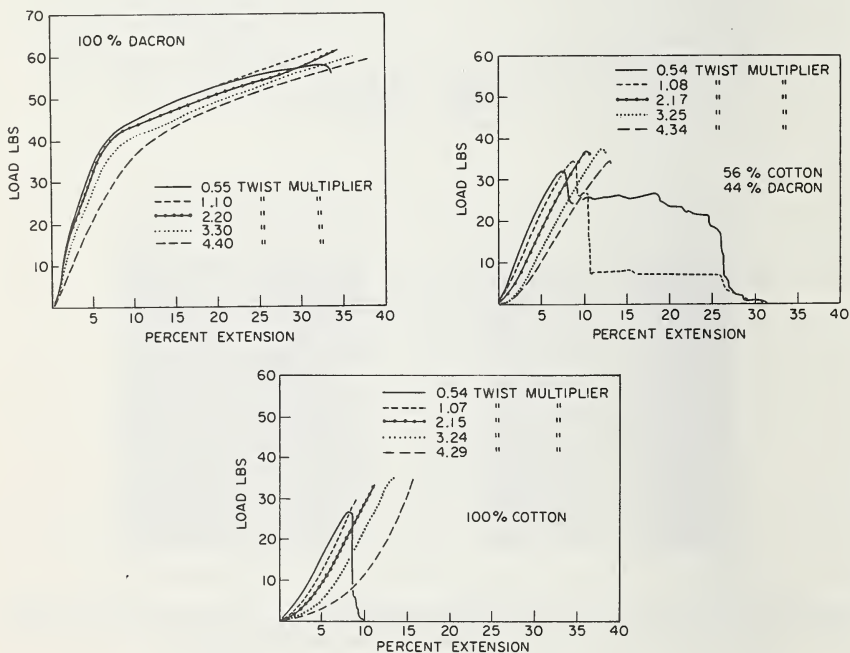 100 % DACRON
LOAD LBS
70
60
50
40
30
20
10
0.55 TWIST MULTIPLIER
1.10 " "
2.20 " "
3.30 " "
4.40 " "
5 10 15 20 25 30 35 40
PERCENT EXTENSION
LOAD LBS
60
50
40
30
20
10
0.54 TWIST MULTIPLIER
1.08 " "
2.17 " "
3.25 " "
4.34 " "
56 % COTTON
44 % DACRON
5 10 15 20 25 30 35 40
PERCENT EXTENSION
LOAD LBS
60
50
40
30
20
10
0.54 TWIST MULTIPLIER
1.07 " "
2.15 " "
3.24 " "
4.29 " "
100 % COTTON
5 10 15 20 25 30 35 40
PERCENT EXTENSION